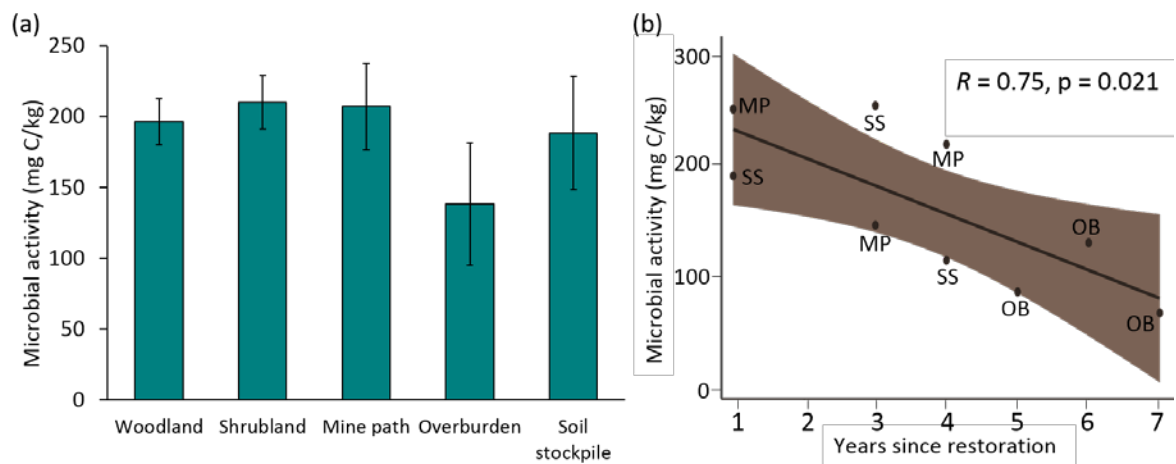 (a)
Microbial activity (mg C/kg)
250
200
150
100
50
0
Woodland Shrubland Mine path Overburden Soil
stockpile
(b)
Microbial activity (mg C/kg)
300
200
100
0
R = 0.75, p = 0.021
MP
SS
SS
MP
MP
SS
OB
OB
OB
1 2 3 4 5 6 7
Years since restoration